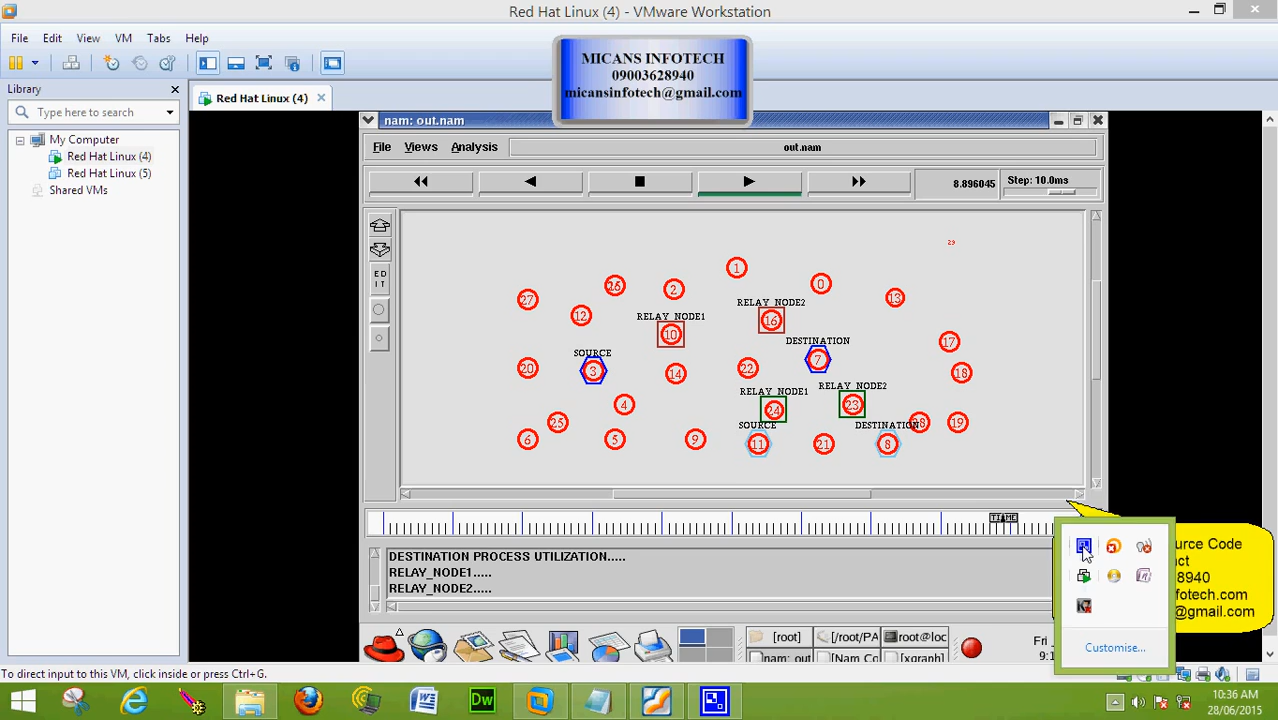 Red Hat Linux (4) - VMware Workstation
File Edit View VM Tabs Help
MICANS INFOTECH
09003628940
micansinfotech@gmail.com
Library
Type here to search
My Computer
Red Hat Linux (4)
Red Hat Linux (5)
Shared VMs
Red Hat Linux (4)
nam: out.nam
File Views Analysis
out.nam
8.896045
Step: 10.0ms
E D
I T
29
1
0
26
2
27
13
RELAY_NODE2
12
RELAY_NODE1
16
10
DESTINATION
17
SOURCE
7
20
3
14
22
18
RELAY_NODE1
RELAY_NODE2
4
24
23
25
SOURCE
DESTINATION
19
6
5
9
11
21
8
TIME
DESTINATION PROCESS UTILIZATION.....
RELAY_NODE1.....
RELAY_NODE2.....
urce Code
ct
8940
fotech.com
@gmail.com
Customise...
[root]
[/root/PA
root@loc
nam: out
[Nam Co
[xgraph]
Fri
9:1
To direct input to this VM, click inside or press Ctrl+G.
10:36 AM
28/06/2015